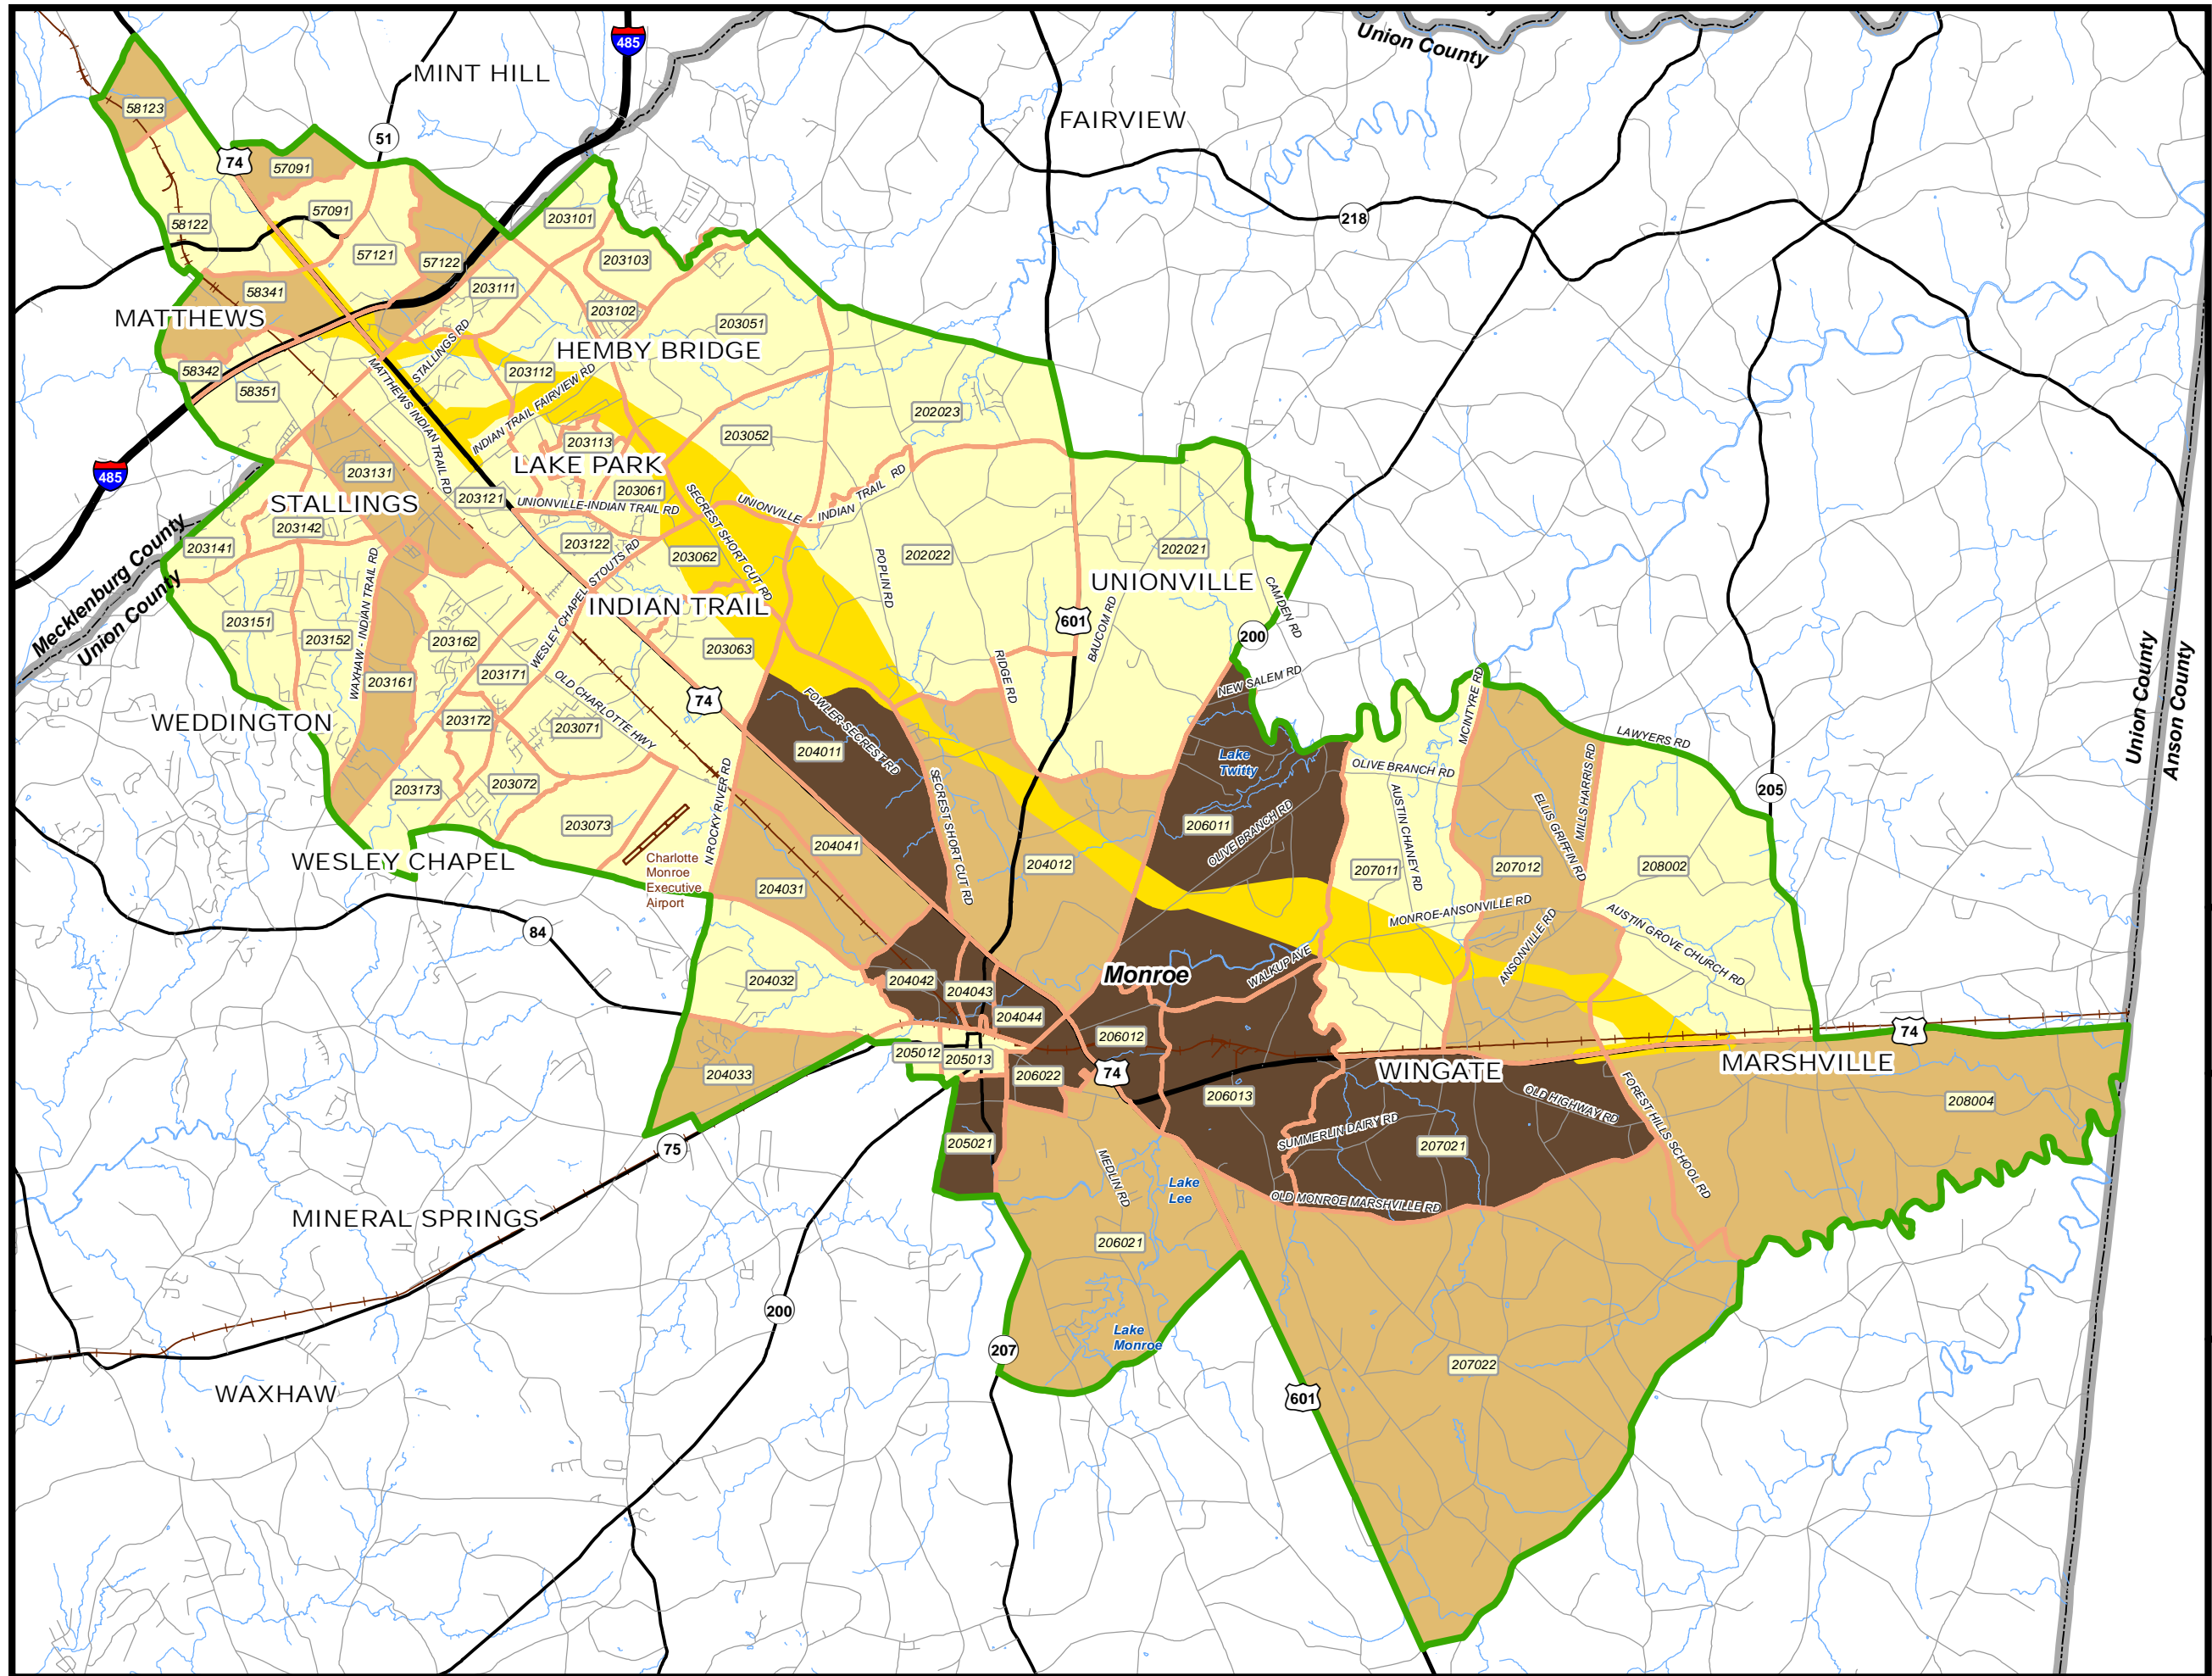 485
Union County
MINT HILL
58123
FAIRVIEW
51
74
57091
57091
203101
218
58122
57121
57122
203103
203111
58341
MATTHEWS
203102
203051
STALLINGS RD
HEMBY BRIDGE
58342
58351
203112
MATTHEWS INDIAN TRAIL RD
INDIAN TRAIL FAIRVIEW RD
202023
203052
203113
LAKE PARK
485
203131
203121
203061
STALLINGS
UNIONVILLE-INDIAN TRAIL RD
SECREST SHORT CUT RD
UNIONVILLE - INDIAN TRAIL RD
203142
203141
203122
203062
202022
202021
POPLIN RD
Mecklenburg County
Union County
WAXHAW - INDIAN TRAIL RD
WESLEY CHAPEL STOUTS RD
UNIONVILLE
INDIAN TRAIL
CAMDEN RD
601
BAUCOM RD
200
203151
203152
203162
203063
203171
203161
RIDGE RD
NEW SALEM RD
MCINTYRE RD
Union County
Anson County
OLD CHARLOTTE HWY
74
WEDDINGTON
203172
203071
FOWLER-SECREST RD
204011
LAWYERS RD
Lake
Twitty
OLIVE BRANCH RD
203173
203072
N ROCKY RIVER RD
SECREST SHORT CUT RD
AUSTIN CHANEY RD
ELLIS GRIFFIN RD
MILLS HARRIS RD
205
203073
206011
OLIVE BRANCH RD
WESLEY CHAPEL
Charlotte
Monroe
Executive
Airport
204041
204031
204012
207011
207012
208002
84
MONROE-ANSONVILLE RD
ANSONVILLE RD
AUSTIN GROVE CHURCH RD
204032
204042
204043
Monroe
WALKUP AVE
204044
206012
74
205012
205013
204033
206022
74
WINGATE
MARSHVILLE
206013
OLD HIGHWAY RD
FOREST HILLS SCHOOL RD
208004
75
205021
SUMMERLIN DAIRY RD
207021
MEDLIN RD
Lake
Lee
OLD MONROE MARSHVILLE RD
MINERAL SPRINGS
206021
200
Lake
Monroe
207
207022
WAXHAW
601